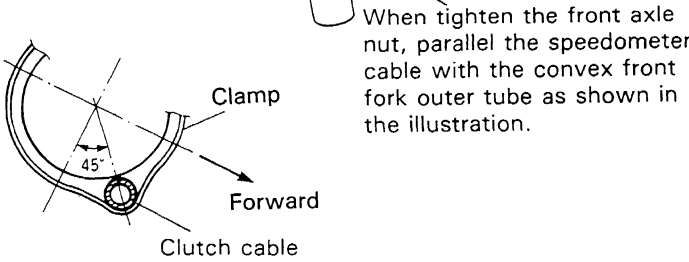 When tighten the front axle
nut, parallel the speedometer
cable with the convex front
fork outer tube as shown in
the illustration.
Clamp
45°
Forward
Clutch cable